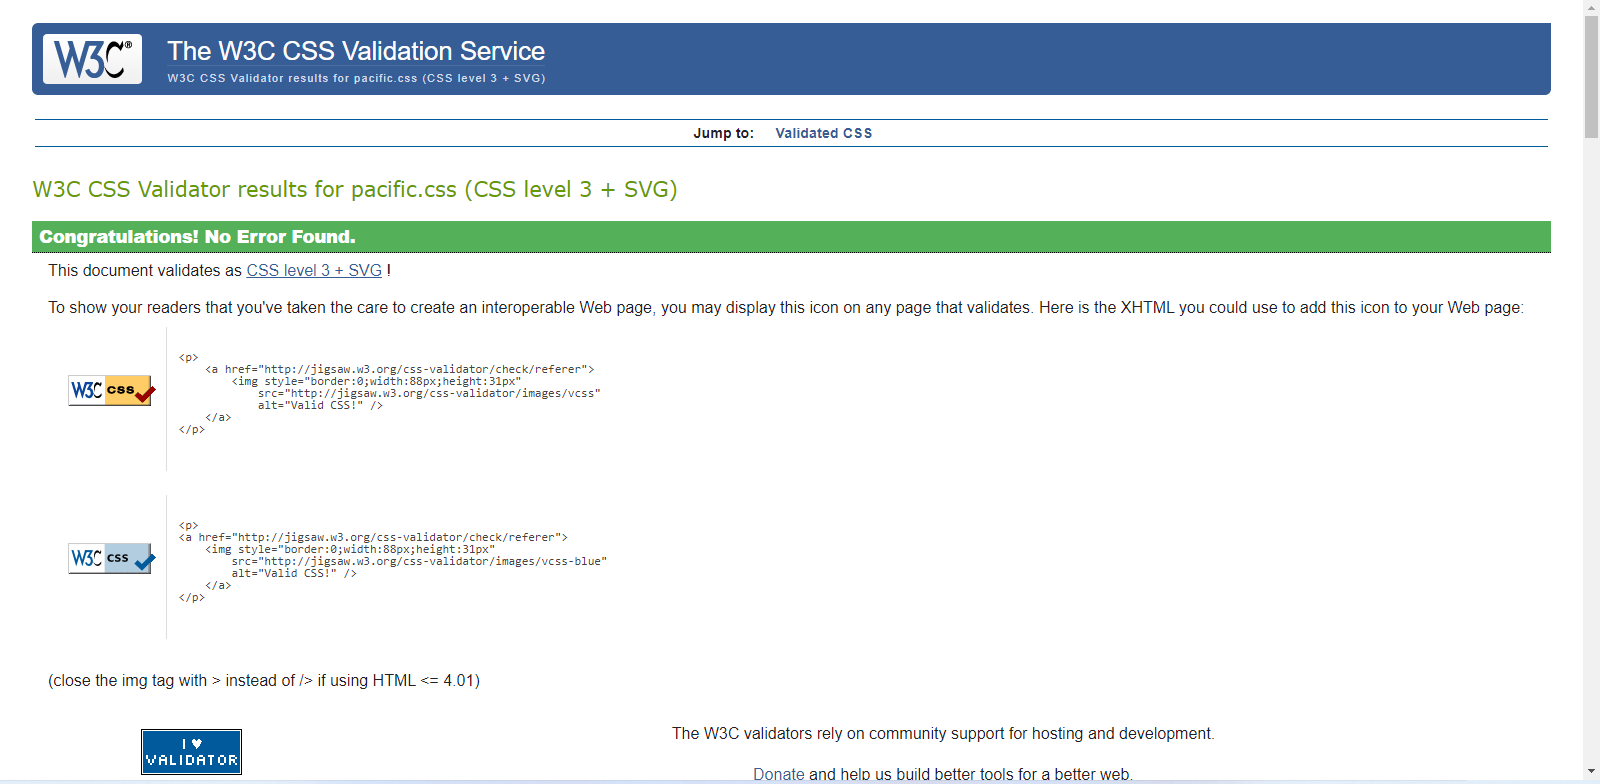 W3C®
The W3C CSS Validation Service
W3C CSS Validator results for pacific.css (CSS level 3 + SVG)
Jump to: Validated CSS
W3C CSS Validator results for pacific.css (CSS level 3 + SVG)
Congratulations! No Error Found.
This document validates as CSS level 3 + SVG !
To show your readers that you've taken the care to create an interoperable Web page, you may display this icon on any page that validates. Here is the XHTML you could use to add this icon to your Web page:
W3C css
<p>
    <a href="http://jigsaw.w3.org/css-validator/check/referer">
        <img style="border:0;width:88px;height:31px"
            src="http://jigsaw.w3.org/css-validator/images/vcss"
            alt="Valid CSS!" />
    </a>
</p>
W3C css
<p>
<a href="http://jigsaw.w3.org/css-validator/check/referer">
    <img style="border:0;width:88px;height:31px"
        src="http://jigsaw.w3.org/css-validator/images/vcss-blue"
        alt="Valid CSS!" />
    </a>
</p>
(close the img tag with > instead of /> if using HTML <= 4.01)
I ♥
VALIDATOR
The W3C validators rely on community support for hosting and development.
Donate and help us build better tools for a better web.